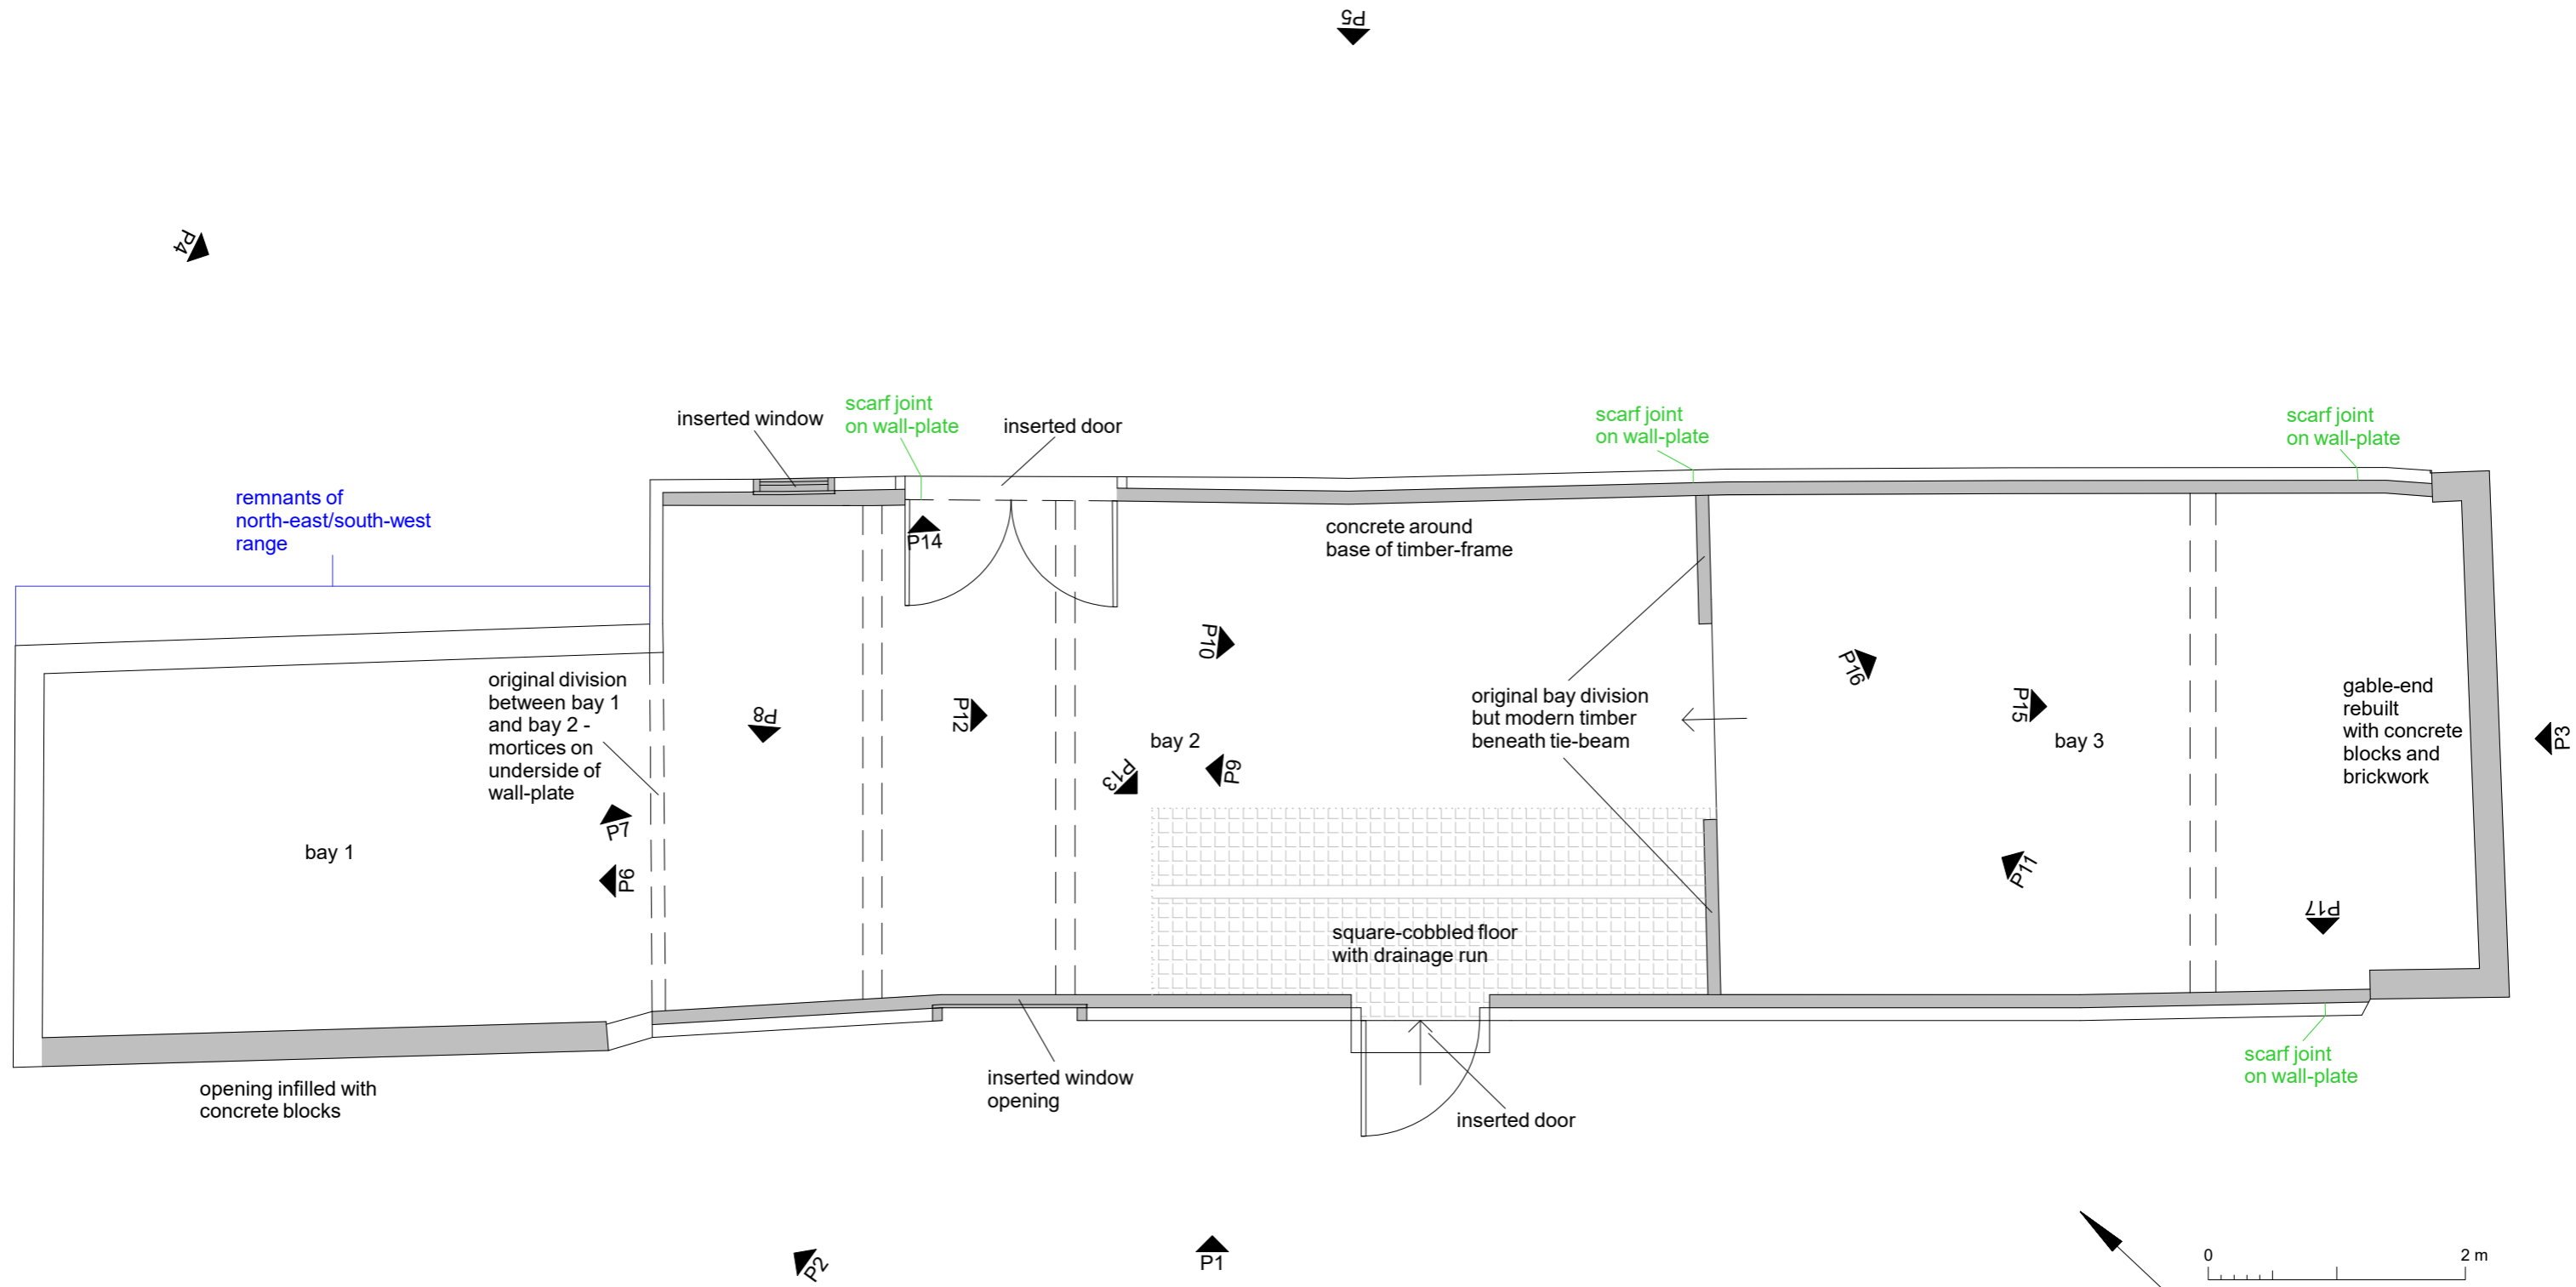 P5
P4
inserted window
scarf joint
on wall-plate
inserted door
scarf joint
on wall-plate
scarf joint
on wall-plate
remnants of
north-east/south-west
range
concrete around
base of timber-frame
P14
P10
P16
original division
between bay 1
and bay 2 -
mortices on
underside of
wall-plate
P8
P12
original bay division
but modern timber
beneath tie-beam
P15
gable-end
rebuilt
with concrete
blocks and
brickwork
P3
bay 2
bay 3
P13
P9
P7
bay 1
P6
P11
P17
square-cobbled floor
with drainage run
opening infilled with
concrete blocks
inserted window
opening
inserted door
scarf joint
on wall-plate
P2
P1
0
2 m